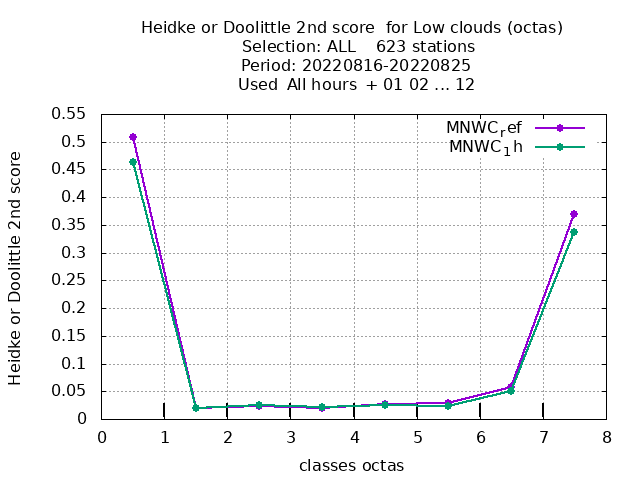 Heidke or Doolittle 2nd score  for Low clouds (octas)
Selection: ALL    623 stations
Period: 20220816-20220825
Used  All hours  + 01 02 ... 12
MNWC_ref
MNWC_1h
0.55
0.5
0.45
0.4
0.35
0.3
0.25
0.2
0.15
0.1
0.05
0
Heidke or Doolittle 2nd score
0 1 2 3 4 5 6 7 8
classes octas